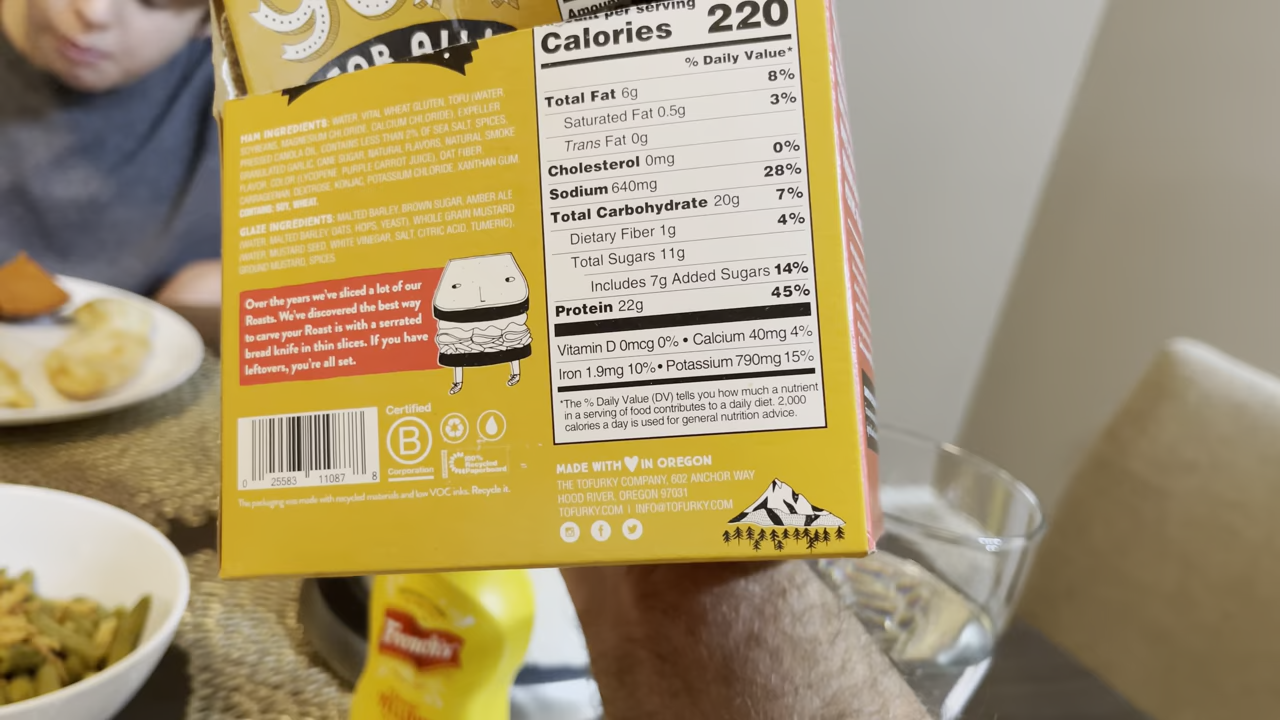 FOR ALL
MAM INGREDIENTS: WATER, VITAL WHEAT GLUTEN, TOFU (WATER,
SOYBEANS, MAGNESIUM CHLORIDE, CALCIUM CHLORIDE), EXPELLER
PRESSED CANOLA OIL, CONTAINS LESS THAN 2% OF SEA SALT, SPICES,
GRANULATED GARLIC, CANE SUGAR, NATURAL FLAVORS, NATURAL SMOKE
FLAVOR, COLOR (LYCOPENE, PURPLE CARROT JUICE), OAT FIBER,
CARRAGEENAN, DEXTROSE, KONJAC, POTASSIUM CHLORIDE, XANTHAN GUM.
CONTAINS: SOY, WHEAT.
GLAZE INGREDIENTS: MALTED BARLEY, BROWN SUGAR, AMBER ALE
(WATER, MALTED BARLEY, OATS, HOPS, YEAST), WHOLE GRAIN MUSTARD
(WATER, MUSTARD SEED, WHITE VINEGAR, SALT, CITRIC ACID, TUMERIC),
GROUND MUSTARD, SPICES.
Over the years we've sliced a lot of our
Roasts. We've discovered the best way
to carve your Roast is with a serrated
bread knife in thin slices. If you have
leftovers, you're all set.
0 25583 11087 8
Certified
B
Corporation
100%
Recycled
Paperboard
This packaging was made with recycled materials and low VOC inks. Recycle it.
Amount per serving
Calories 220
% Daily Value*
Total Fat 6g 8%
Saturated Fat 0.5g 3%
Trans Fat 0g
Cholesterol 0mg 0%
Sodium 640mg 28%
Total Carbohydrate 20g 7%
Dietary Fiber 1g 4%
Total Sugars 11g
Includes 7g Added Sugars 14%
Protein 22g 45%
Vitamin D 0mcg 0% • Calcium 40mg 4%
Iron 1.9mg 10% • Potassium 790mg 15%
*The % Daily Value (DV) tells you how much a nutrient
in a serving of food contributes to a daily diet. 2,000
calories a day is used for general nutrition advice.
MADE WITH IN OREGON
THE TOFURKY COMPANY, 602 ANCHOR WAY
HOOD RIVER, OREGON 97031
TOFURKY.COM | INFO@TOFURKY.COM
French's